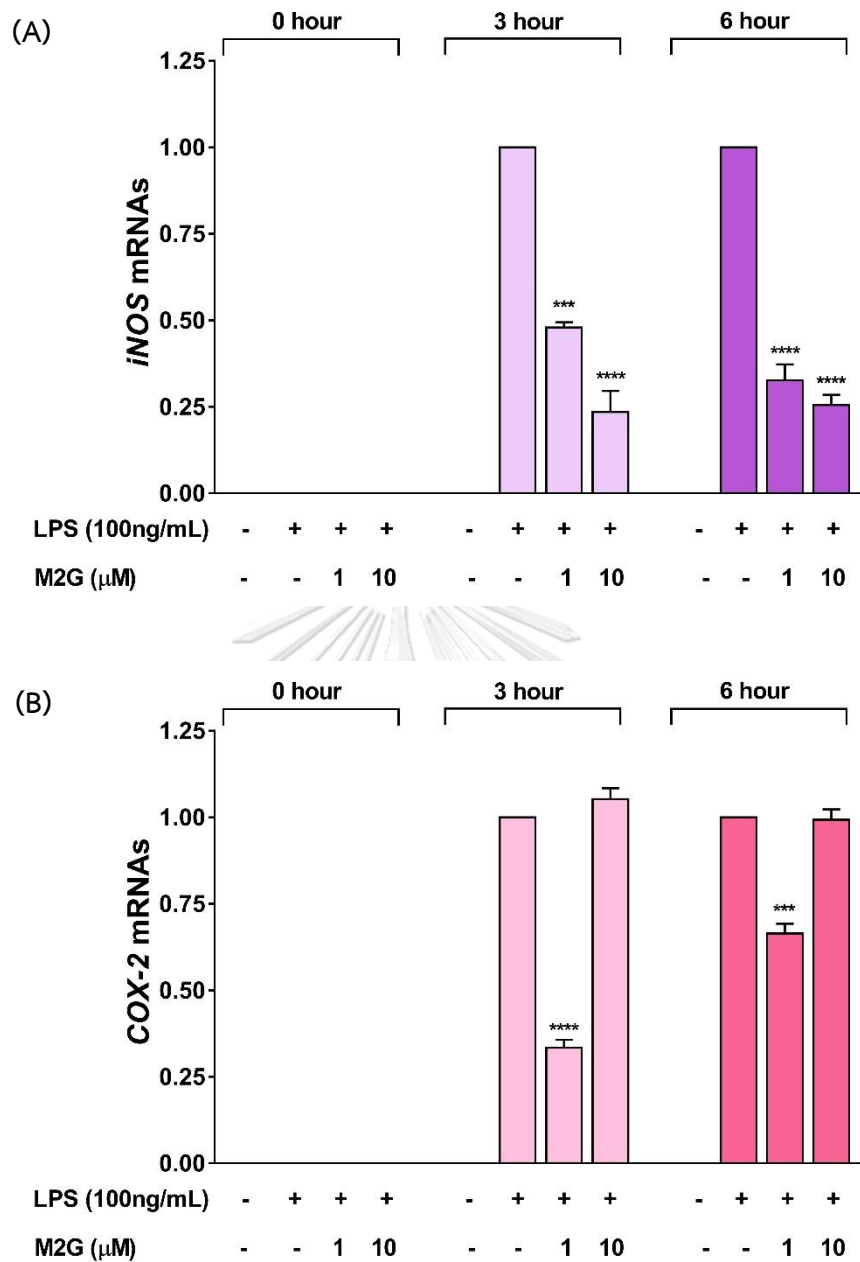 (A)
0 hour 3 hour 6 hour
1.25
1.00
0.75
0.50
0.25
0.00
iNOS mRNAs
*** **** **** ****
LPS (100ng/mL) - + + + - + + + - + + +
M2G (μM) - - 1 10 - - 1 10 - - 1 10
(B)
0 hour 3 hour 6 hour
1.25
1.00
0.75
0.50
0.25
0.00
COX-2 mRNAs
**** ***
LPS (100ng/mL) - + + + - + + + - + + +
M2G (μM) - - 1 10 - - 1 10 - - 1 10